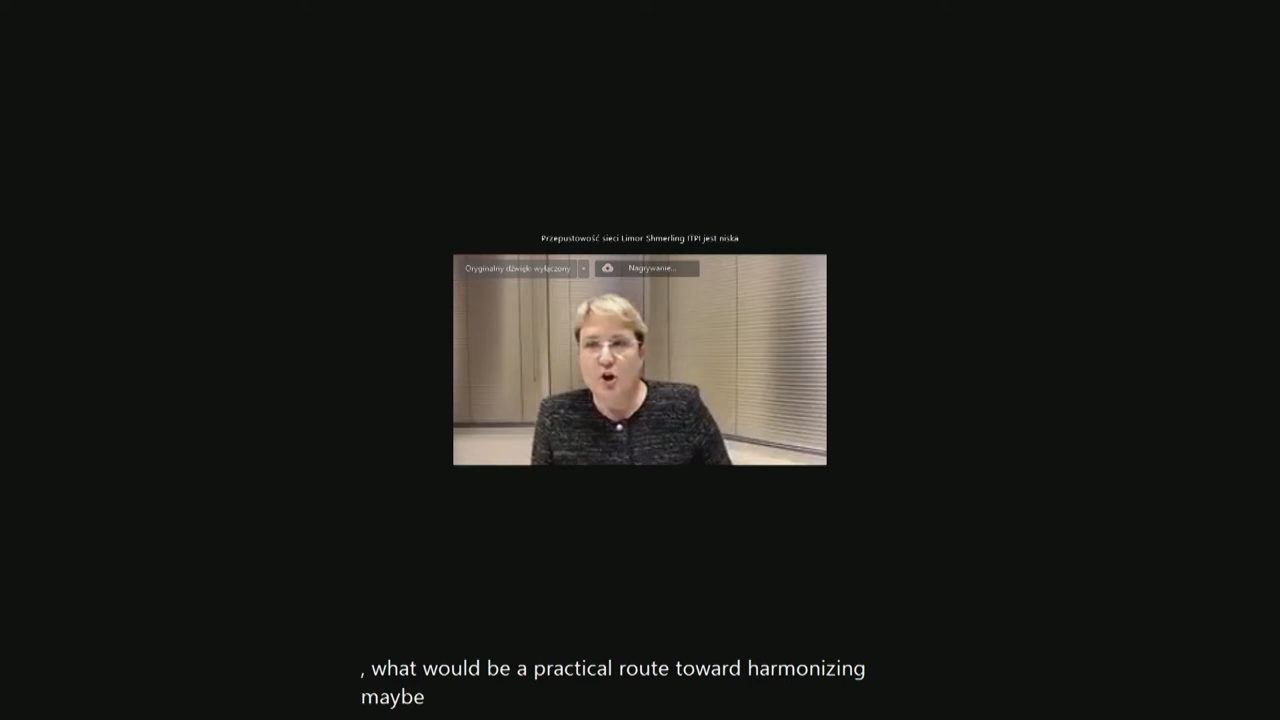 Przepustowość sieci Limor Shmerling ITPI jest niska
Oryginalny dźwięk: wyłączony
Nagrywanie...
, what would be a practical route toward harmonizing
maybe